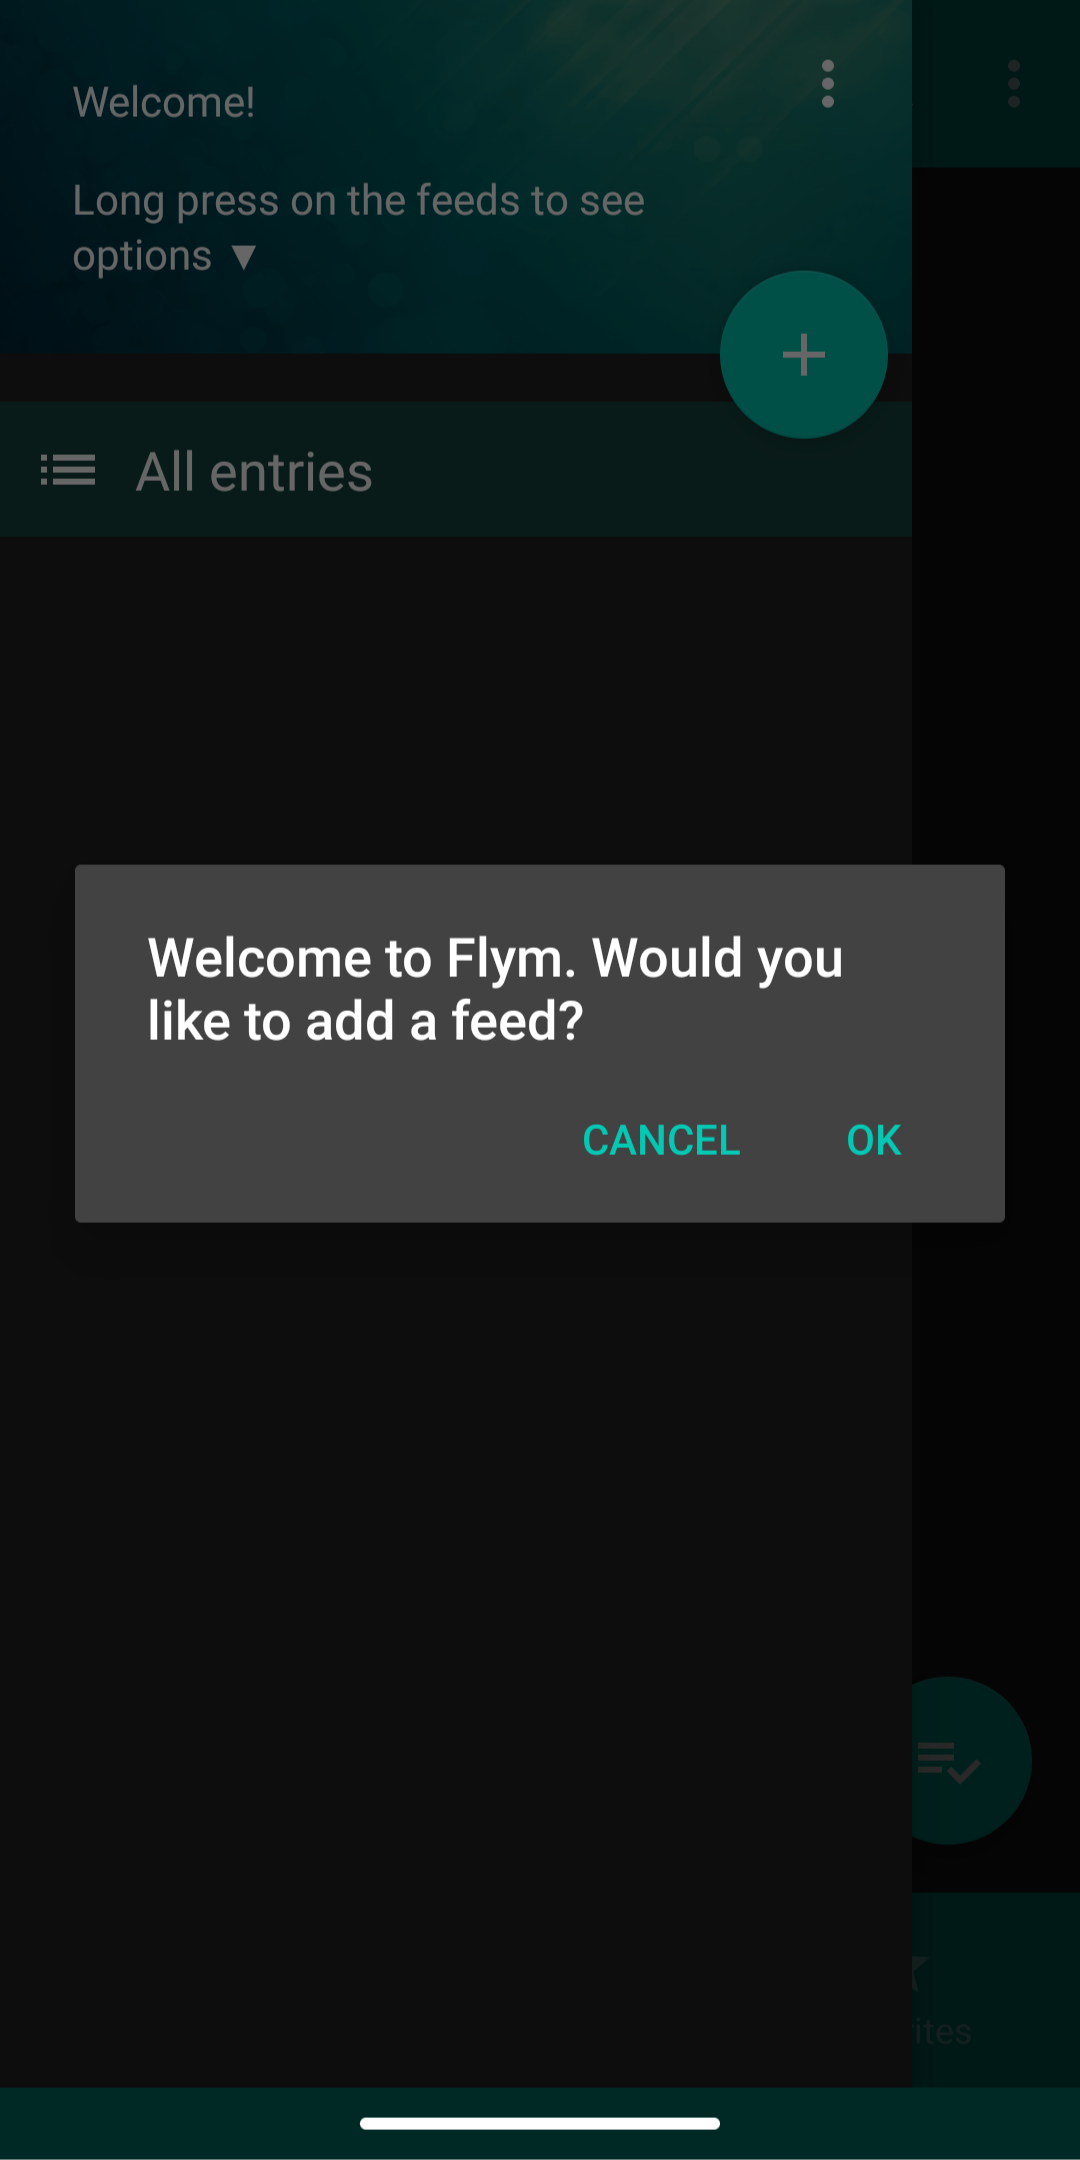 Welcome!
Long press on the feeds to see
options ▼
All entries
Welcome to Flym. Would you
like to add a feed?
CANCEL
OK
ites